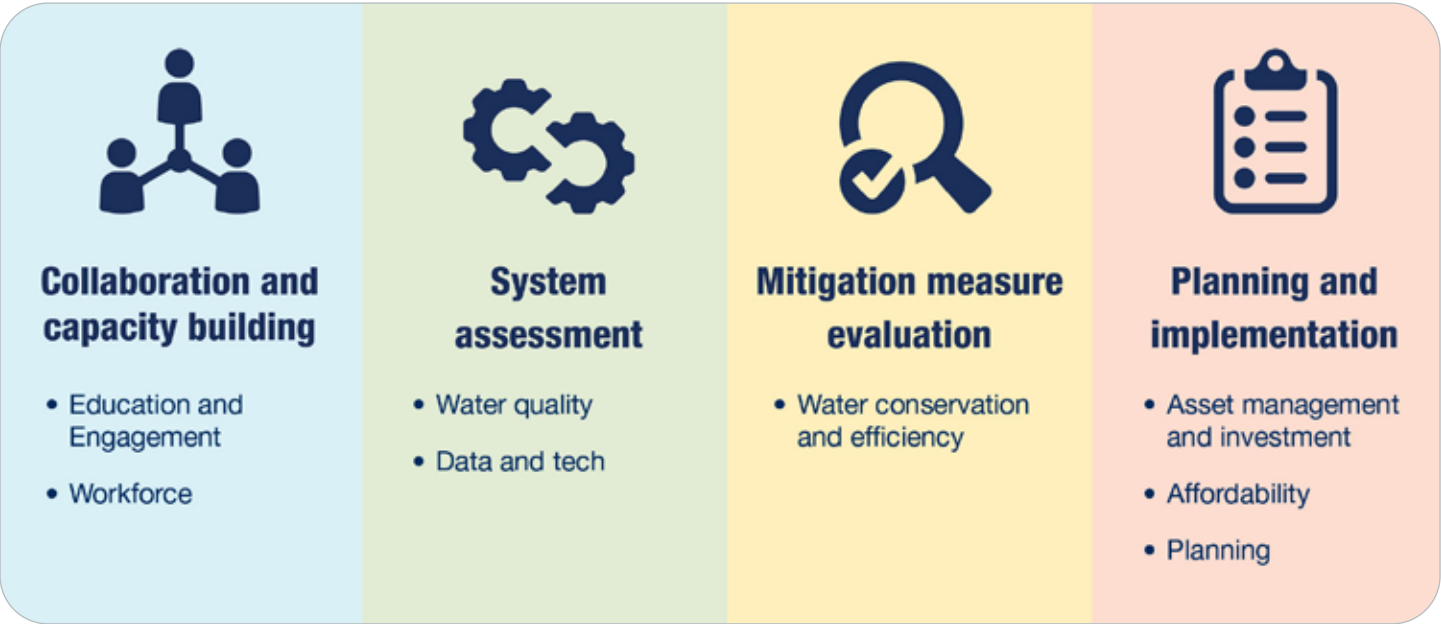 Collaboration and
capacity building
• Education and
Engagement
• Workforce
System
assessment
• Water quality
• Data and tech
Mitigation measure
evaluation
• Water conservation
and efficiency
Planning and
implementation
• Asset management
and investment
• Affordability
• Planning